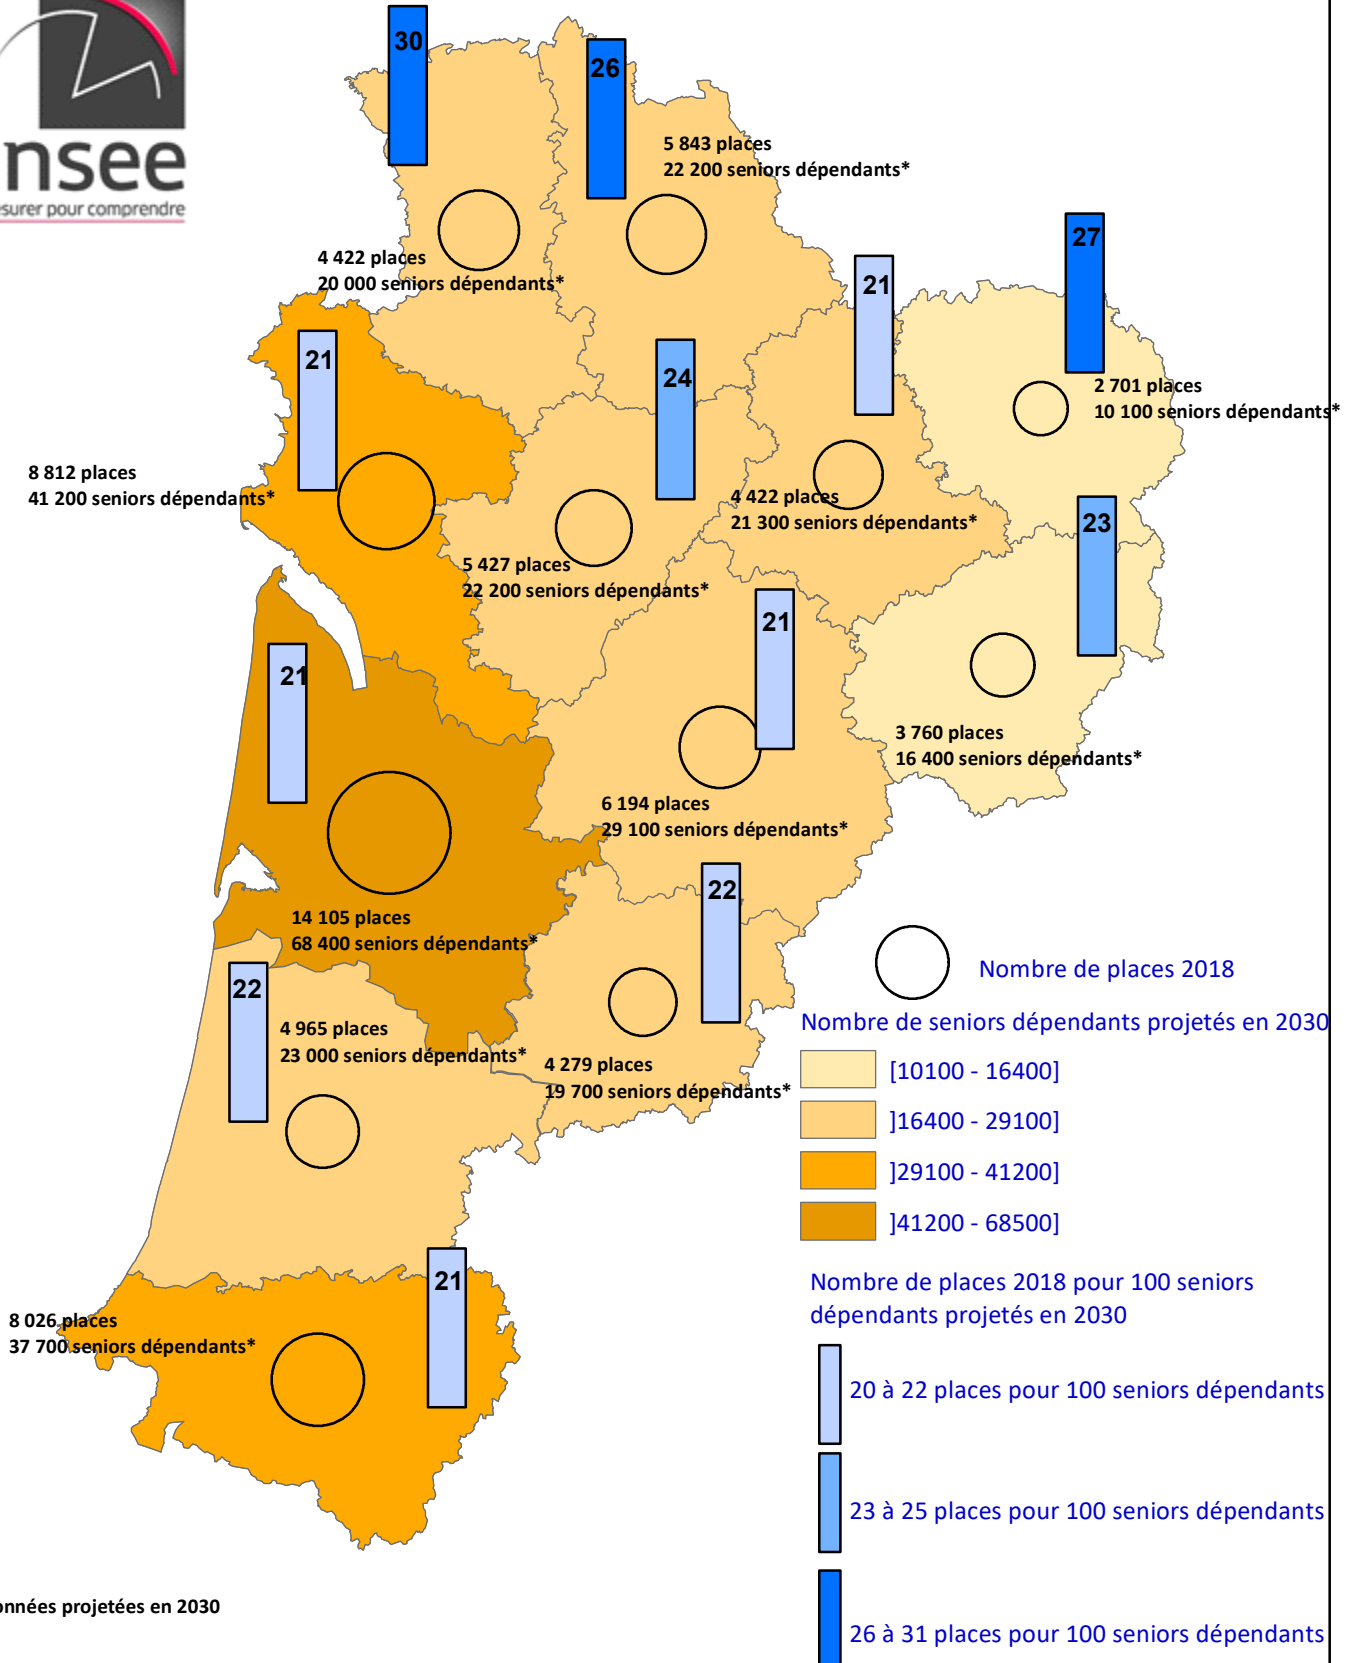 nsee
surer pour comprendre
30
26
5 843 places
22 200 seniors dépendants*
27
4 422 places
20 000 seniors dépendants*
21
21
24
2 701 places
10 100 seniors dépendants*
8 812 places
41 200 seniors dépendants*
4 422 places
21 300 seniors dépendants*
23
5 427 places
22 200 seniors dépendants*
21
21
3 760 places
16 400 seniors dépendants*
6 194 places
29 100 seniors dépendants*
22
14 105 places
68 400 seniors dépendants*
22
4 965 places
23 000 seniors dépendants*
4 279 places
19 700 seniors dépendants*
21
8 026 places
37 700 seniors dépendants*
Nombre de places 2018
Nombre de seniors dépendants projetés en 2030
[10100 - 16400]
]16400 - 29100]
]29100 - 41200]
]41200 - 68500]
Nombre de places 2018 pour 100 seniors
dépendants projetés en 2030
20 à 22 places pour 100 seniors dépendants
23 à 25 places pour 100 seniors dépendants
26 à 31 places pour 100 seniors dépendants
onnées projetées en 2030